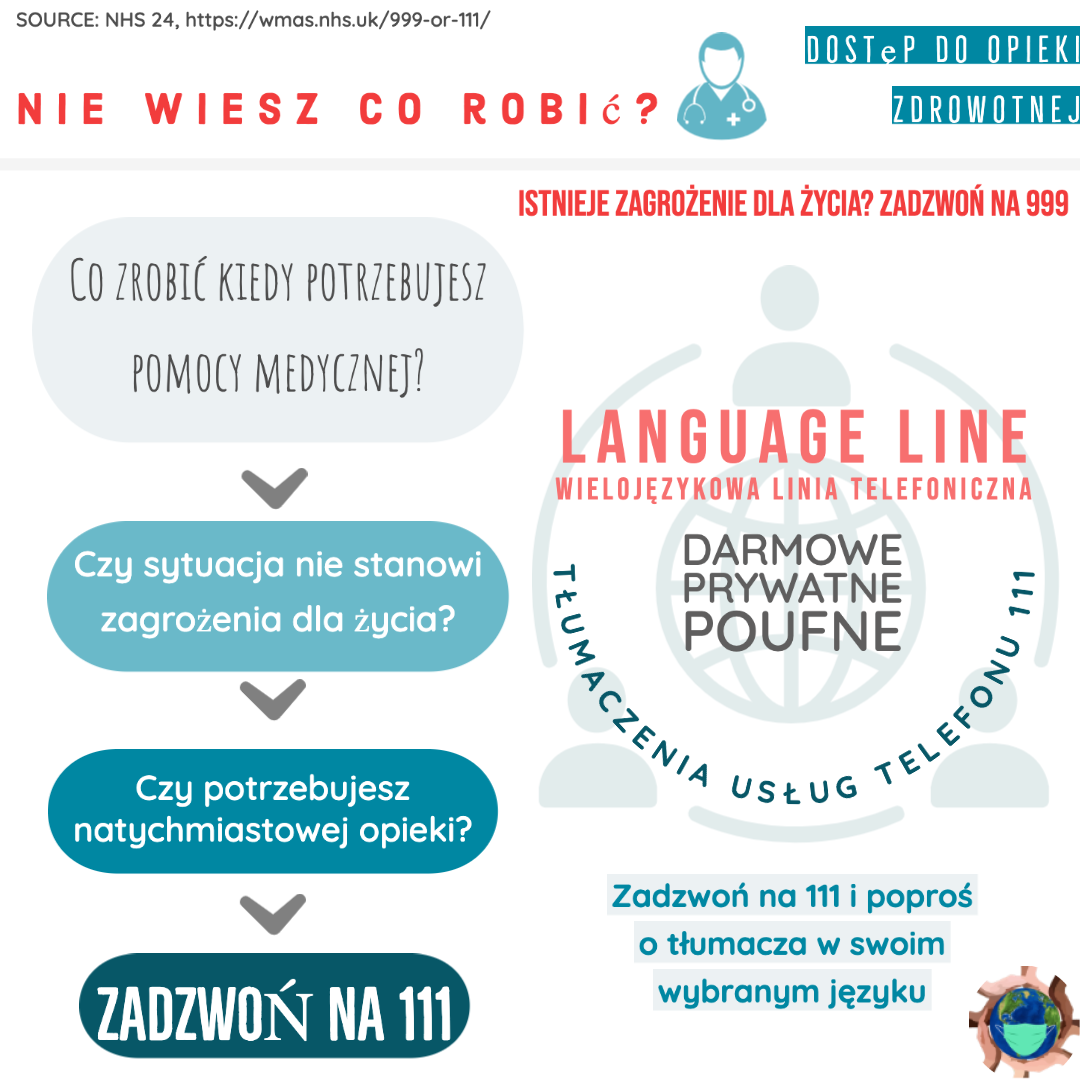 SOURCE: NHS 24, https://wmas.nhs.uk/999-or-111/
NIE WIESZ CO ROBIć?
DOSTęP DO OPIEKI
ZDROWOTNEJ
ISTNIEJE ZAGROŻENIE DLA ŻYCIA? ZADZWOŃ NA 999
Co zrobić kiedy potrzebujesz
pomocy medycznej?
Czy sytuacja nie stanowi
zagrożenia dla życia?
Czy potrzebujesz
natychmiastowej opieki?
ZADZWOŃ NA 111
LANGUAGE LINE
WIELOJĘZYKOWA LINIA TELEFONICZNA
DARMOWE
PRYWATNE
POUFNE
TŁUMACZENIA USŁUG TELEFONU 111
Zadzwoń na 111 i poproś
o tłumacza w swoim
wybranym języku